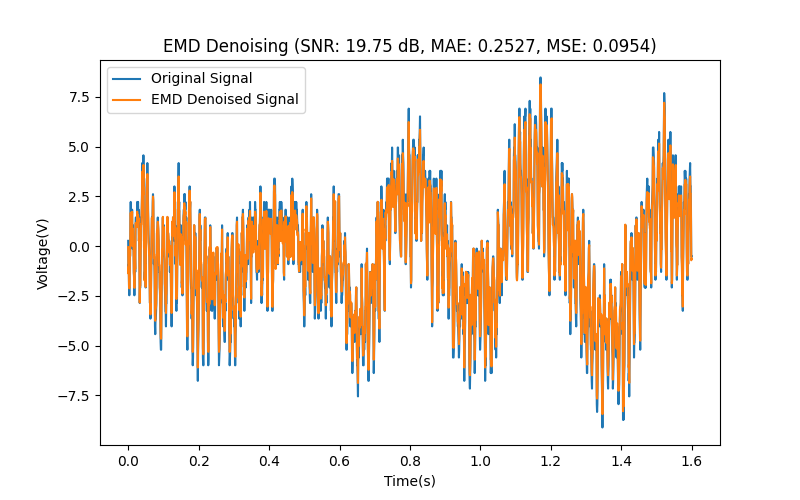 EMD Denoising (SNR: 19.75 dB, MAE: 0.2527, MSE: 0.0954)
Original Signal
EMD Denoised Signal
7.5
5.0
2.5
0.0
−2.5
−5.0
−7.5
Voltage(V)
0.0 0.2 0.4 0.6 0.8 1.0 1.2 1.4 1.6
Time(s)